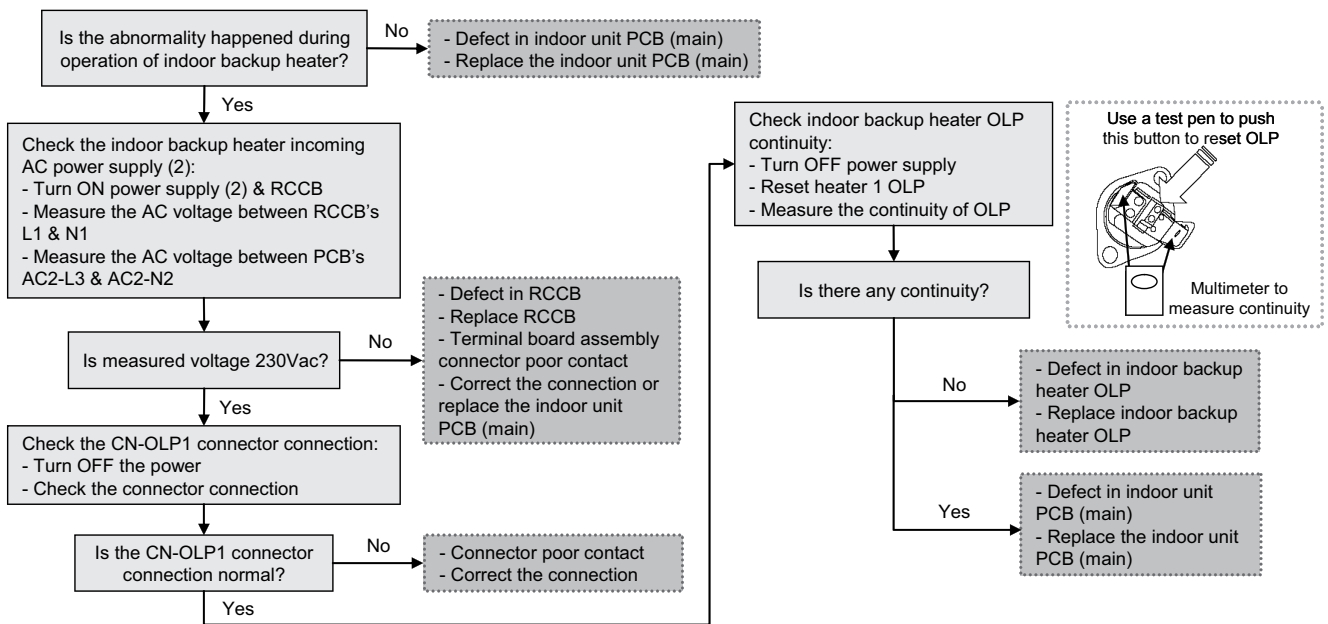 Is the abnormality happened during
operation of indoor backup heater?
No
- Defect in indoor unit PCB (main)
- Replace the indoor unit PCB (main)
Yes
Check the indoor backup heater incoming
AC power supply (2):
- Turn ON power supply (2) & RCCB
- Measure the AC voltage between RCCB's
L1 & N1
- Measure the AC voltage between PCB's
AC2-L3 & AC2-N2
Is measured voltage 230Vac?
No
- Defect in RCCB
- Replace RCCB
- Terminal board assembly
connector poor contact
- Correct the connection or
replace the indoor unit
PCB (main)
Yes
Check the CN-OLP1 connector connection:
- Turn OFF the power
- Check the connector connection
Is the CN-OLP1 connector
connection normal?
No
- Connector poor contact
- Correct the connection
Yes
Check indoor backup heater OLP
continuity:
- Turn OFF power supply
- Reset heater 1 OLP
- Measure the continuity of OLP
Use a test pen to push
this button to reset OLP
Multimeter to
measure continuity
Is there any continuity?
No
- Defect in indoor backup
heater OLP
- Replace indoor backup
heater OLP
Yes
- Defect in indoor unit
PCB (main)
- Replace the indoor unit
PCB (main)